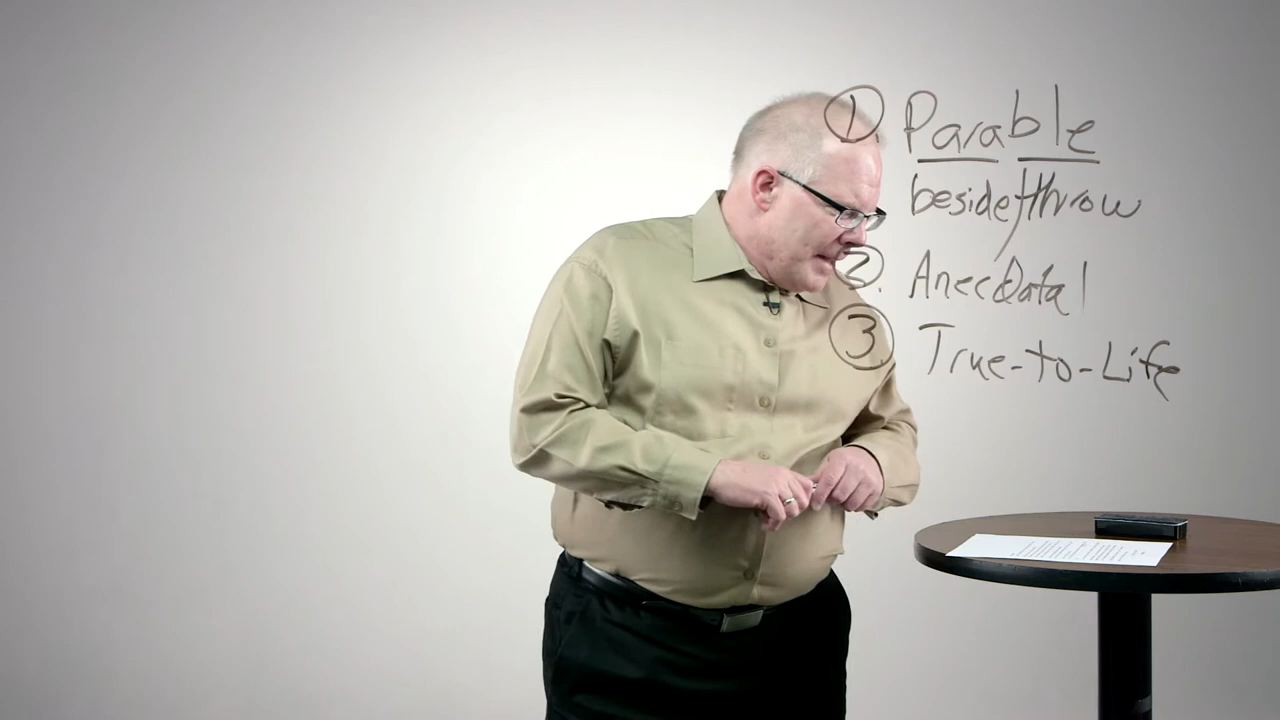 ① Parable
beside/throw
②. Anecdotal
③ True-to-Life